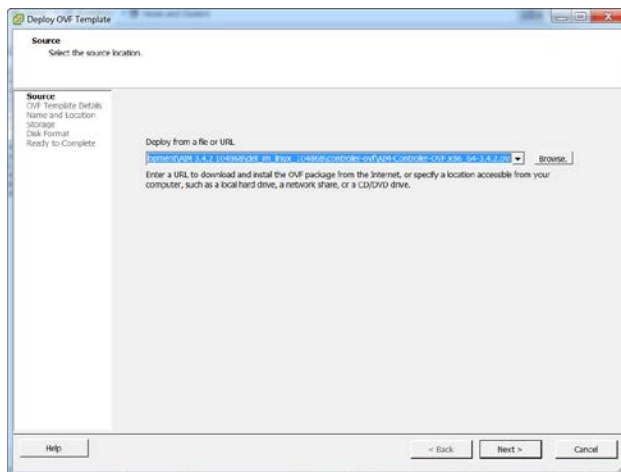 Deploy OVF Template
Source
Select the source location.
Source
OVF Template Details
Name and Location
Storage
Disk Format
Ready to Complete
Deploy from a file or URL
Browse.
Enter a URL to download and install the OVF package from the Internet, or specify a location accessible from your
computer, such as a local hard drive, a network share, or a CD/DVD drive.
Help
< Back
Next >
Cancel